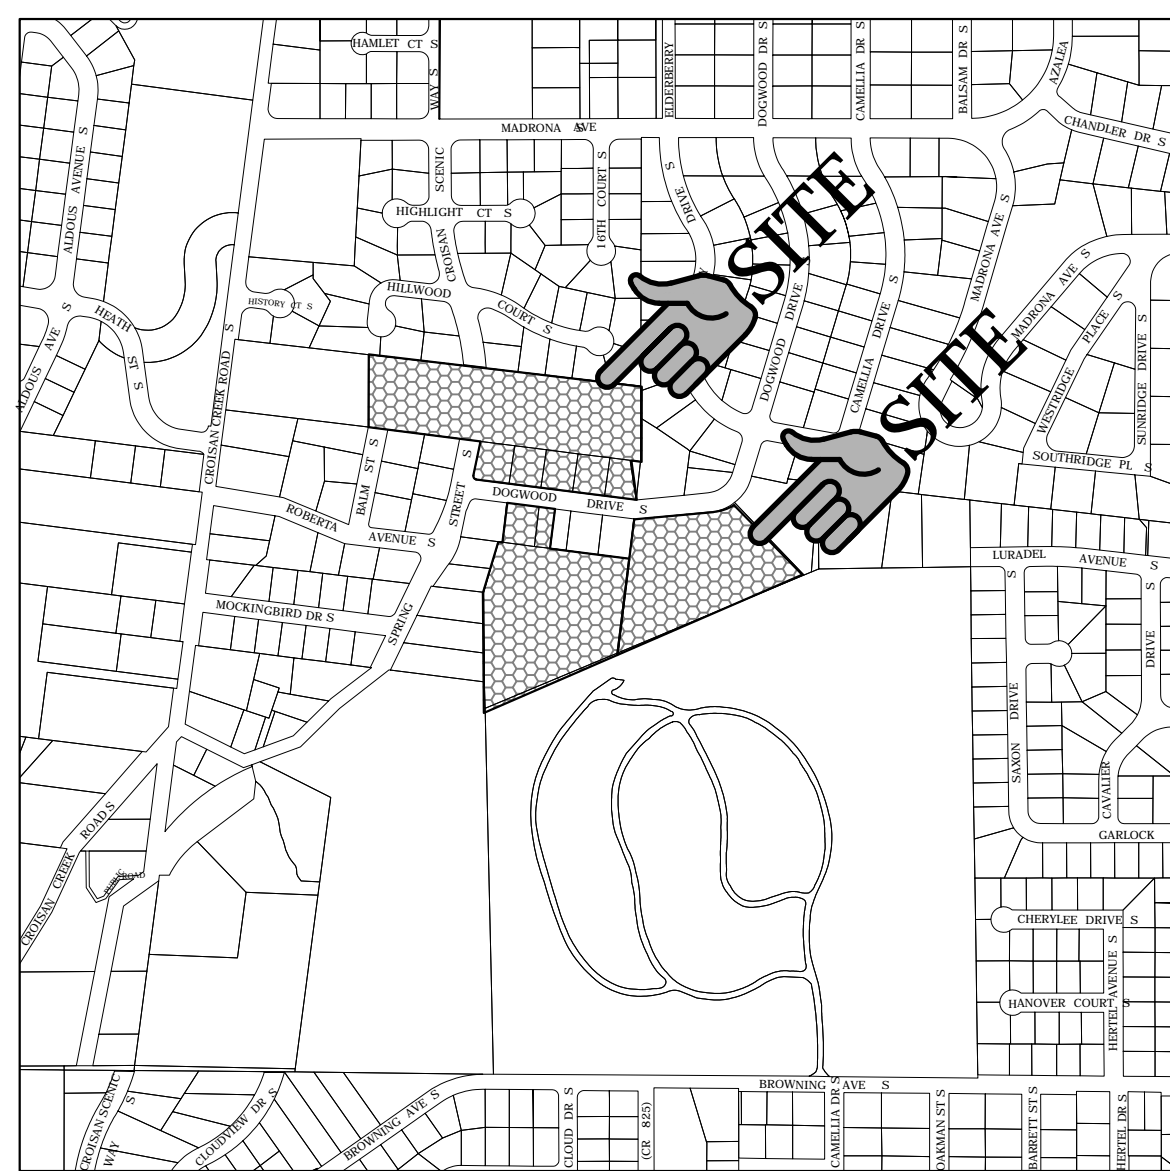 HAMLET CT S
WAY S
ELDERBERRY
DOGWOOD DR S
CAMELLIA DR S
BALSAM DR S
AZALEA
CHANDLER DR S
MADRONA AVE S
ALDOUS AVENUE S
SCENIC
16TH COURT S
DRIVE S
SITE
HIGHLIGHT CT S
CROISAN
MADRONA AVE S
HILLWOOD
COURT S
HISTORY CT S
HEATH
ST S
ALDOUS AVE S
CROISAN CREEK ROAD S
DOGWOOD DRIVE
CAMELLIA DRIVE S
SITE
MADRONA AVE S
WESTRIDGE PLACE S
SUNRIDGE DRIVE S
SOUTHRIDGE PL S
BALM ST S
STREET S
DOGWOOD DRIVE S
ROBERTA
AVENUE S
LURADEL AVENUE S
MOCKINGBIRD DR S
SPRING
SAXON DRIVE S
DRIVE S
CAVALIER
GARLOCK
CROISAN CREEK ROAD S
PUBLIC ROAD
CHERYLEE DRIVE S
HERTEL AVENUE S
HANOVER COURT S
BROWNING AVE S
CROISAN SCENIC
WAY S
CLOUDVIEW DR S
BROWNING AVE S
CLOUD DR S
(CR 825)
CAMELLIA DR S
OAKMAN ST S
BARRETT ST S
HERTEL DR S